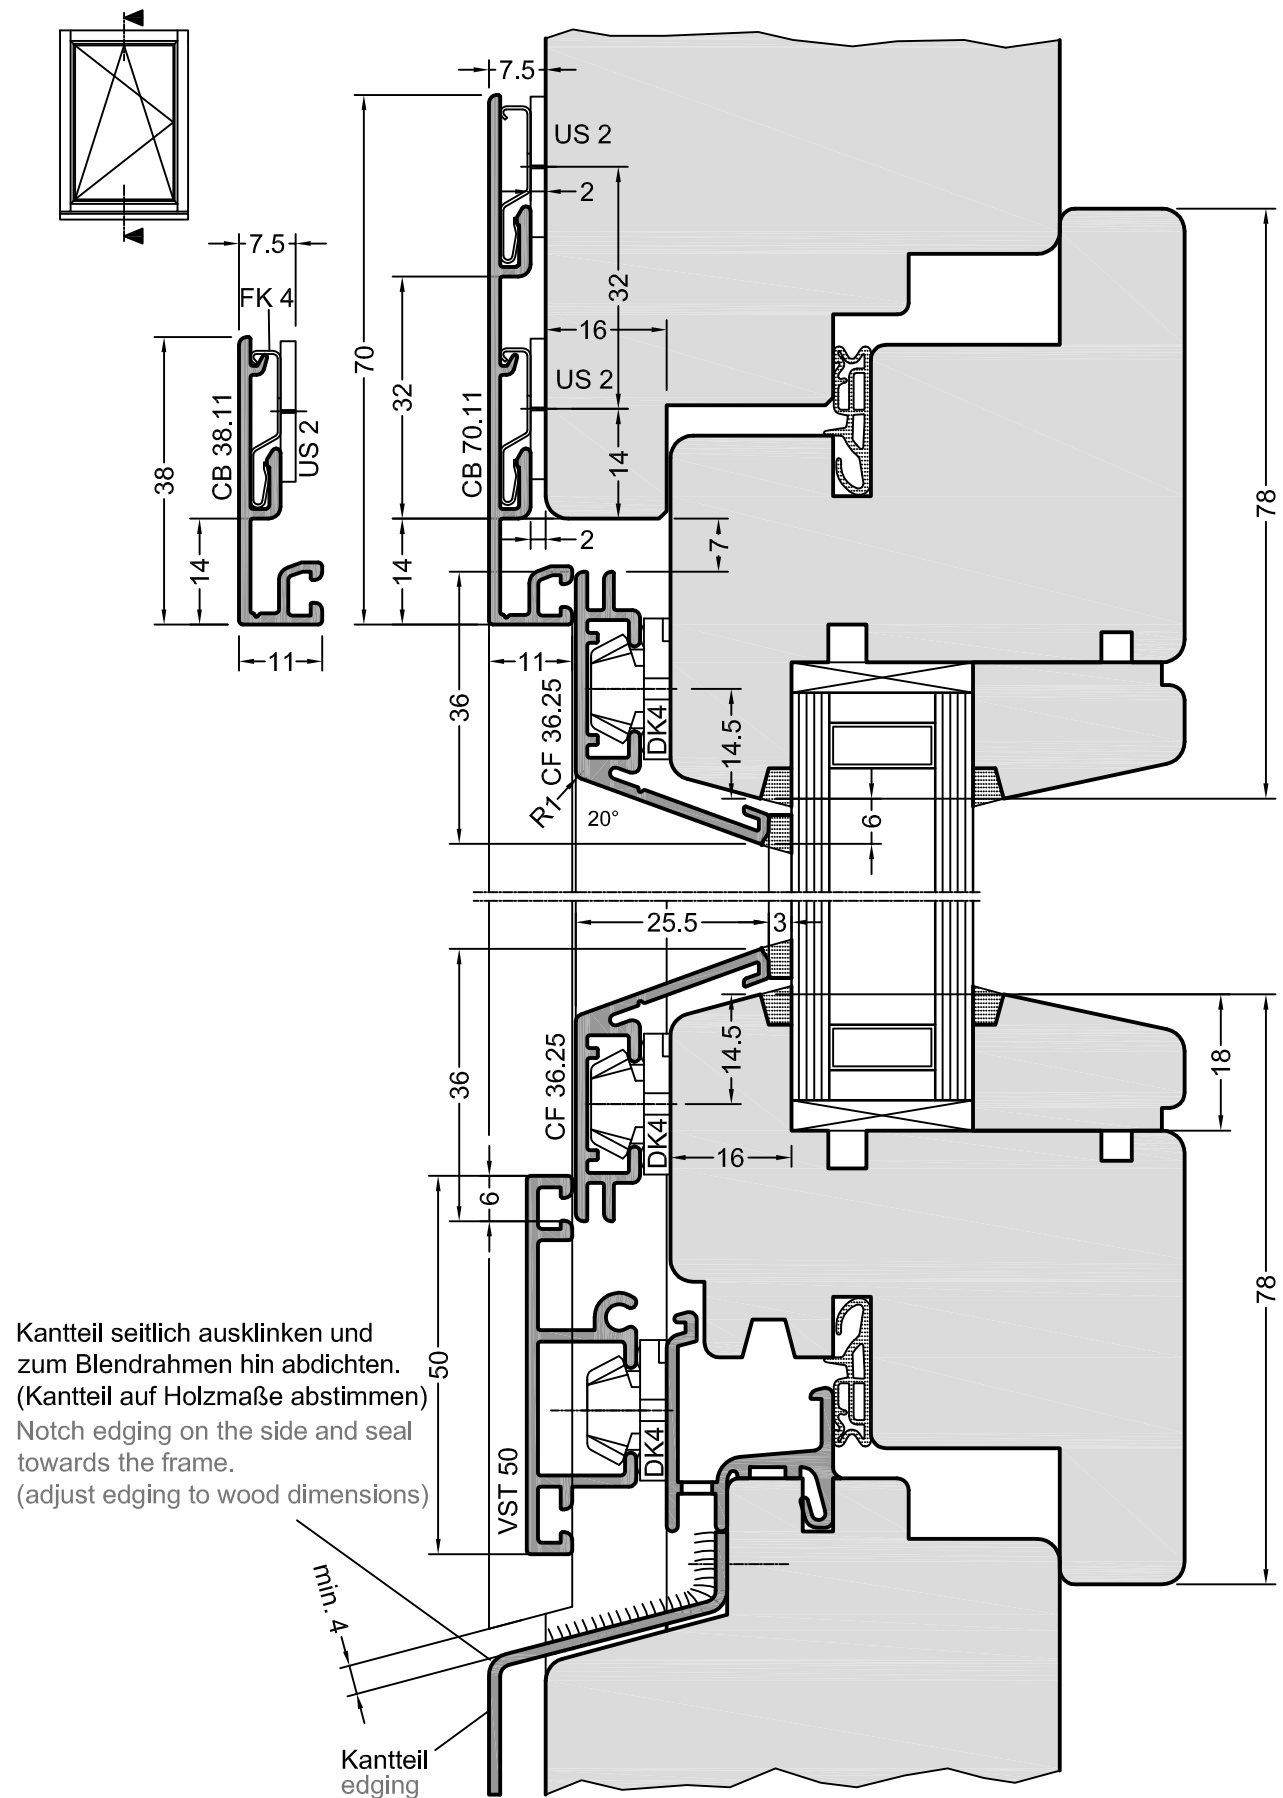 7.5
US 2
2
7.5
FK 4
32
16
US 2
70
38
CB 38.11
US 2
32
CB 70.11
14
78
14
14
2
7
11
11
36
CF 36.25
DK4
14.5
R1
20°
6
25.5
3
36
CF 36.25
14.5
18
DK4
16
6
78
50
Kantteil seitlich ausklinken und
zum Blendrahmen hin abdichten.
(Kantteil auf Holzmaße abstimmen)
Notch edging on the side and seal
towards the frame.
(adjust edging to wood dimensions)
VST 50
DK4
min. 4
Kantteil
edging